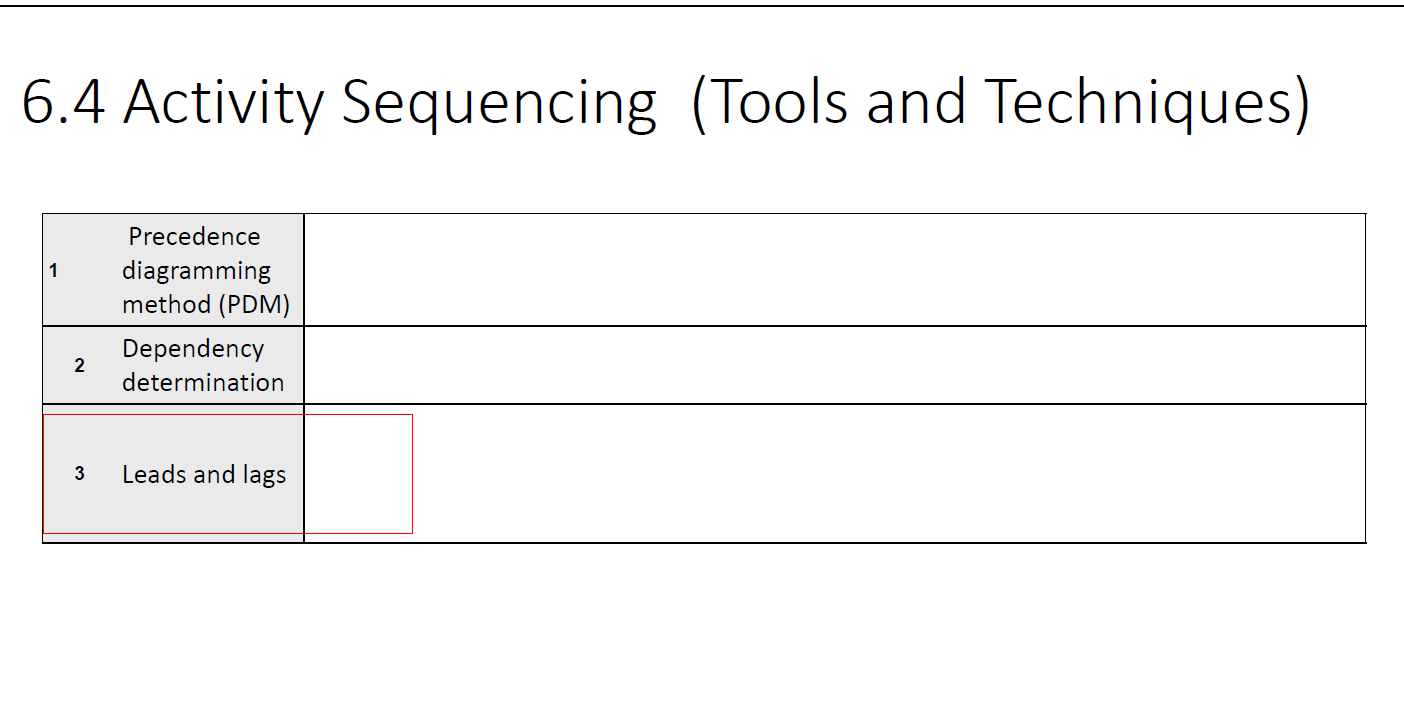 6.4 Activity Sequencing (Tools and Techniques)
1
Precedence
diagramming
method (PDM)
2
Dependency
determination
3 Leads and lags